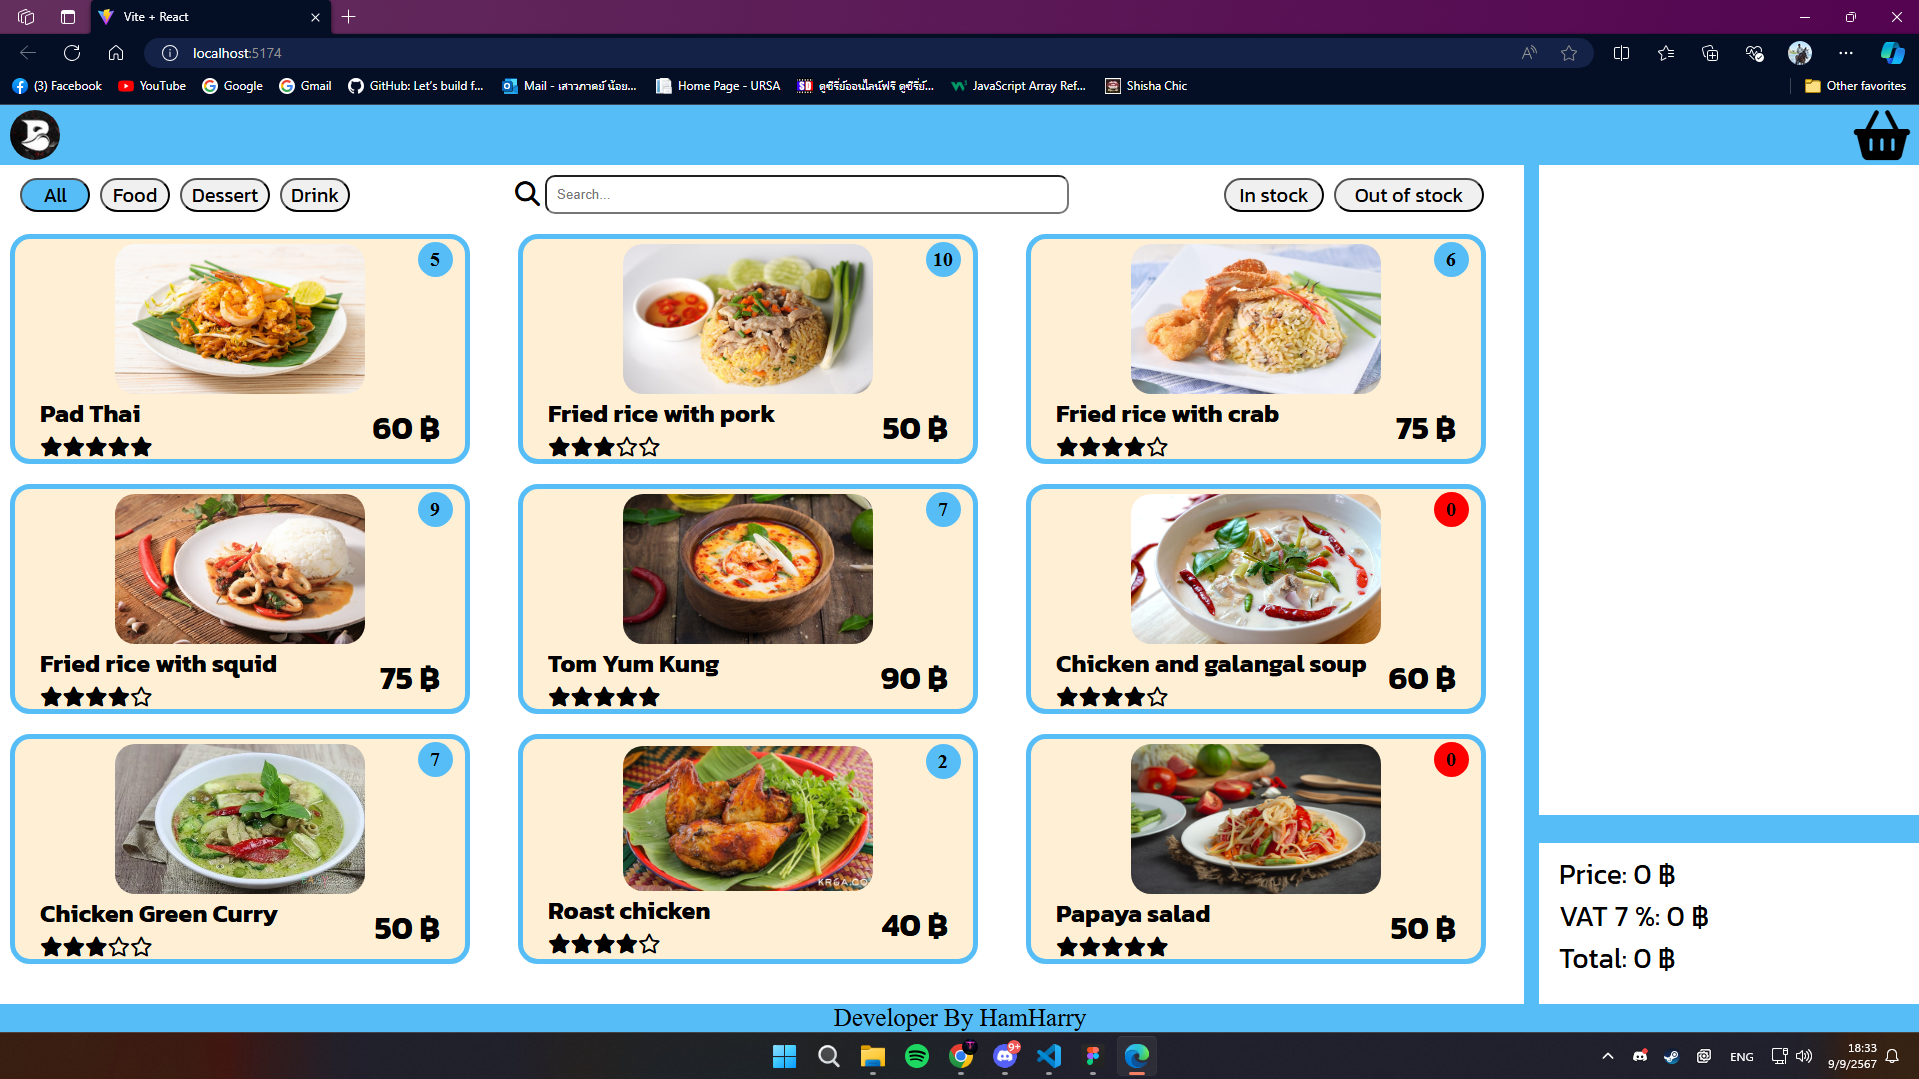 Vite + React
localhost:5174
(3) Facebook
YouTube
Google
Gmail
GitHub: Let's build f...
Mail - เสาวภาคย์ น้อย...
Home Page - URSA
ดูซีรี่ย์ออนไลน์ฟรี ดูซีรี่ย์...
JavaScript Array Ref...
Shisha Chic
Other favorites
All
Food
Dessert
Drink
Search...
In stock
Out of stock
5
Pad Thai
60 ฿
10
Fried rice with pork
50 ฿
6
Fried rice with crab
75 ฿
9
Fried rice with squid
75 ฿
7
Tom Yum Kung
90 ฿
0
Chicken and galangal soup
60 ฿
7
Chicken Green Curry
50 ฿
2
Roast chicken
40 ฿
0
Papaya salad
50 ฿
Price: 0 ฿
VAT 7 %: 0 ฿
Total: 0 ฿
Developer By HamHarry
9+
ENG
18:33
9/9/2567